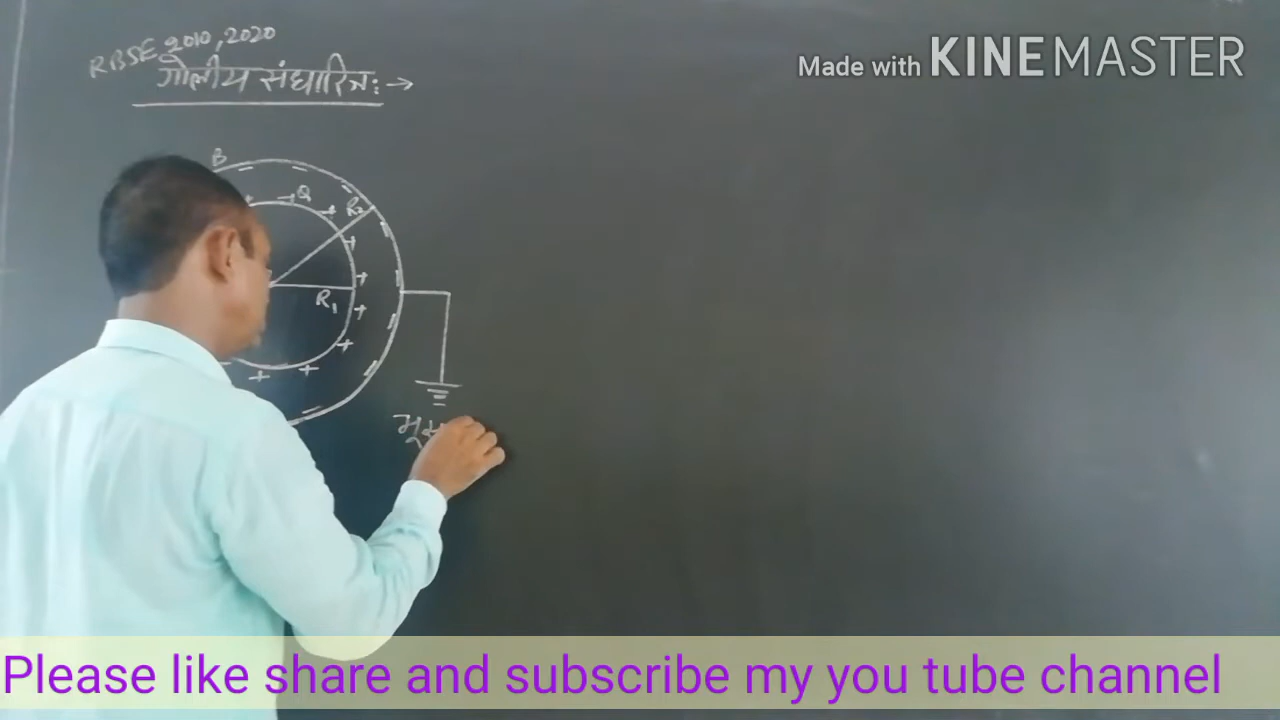 RBSE 2010, 2020
गोलीय संधारित्र :→
Made with KINEMASTER
B
Q
R₂
R₁
Please like share and subscribe my you tube channel